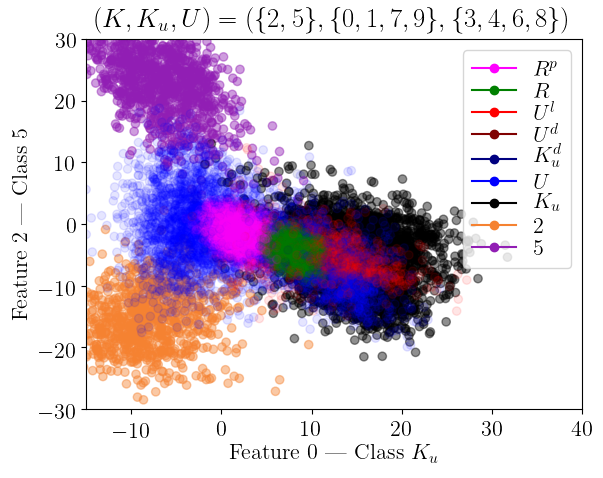 (K, K_u, U) = ({2, 5}, {0, 1, 7, 9}, {3, 4, 6, 8})
30
20
10
0
−10
−20
−30
Feature 2 — Class 5
−10
0
10
20
30
40
Feature 0 — Class K_u
R^p
R
U^l
U^d
K_u^d
U
K_u
2
5